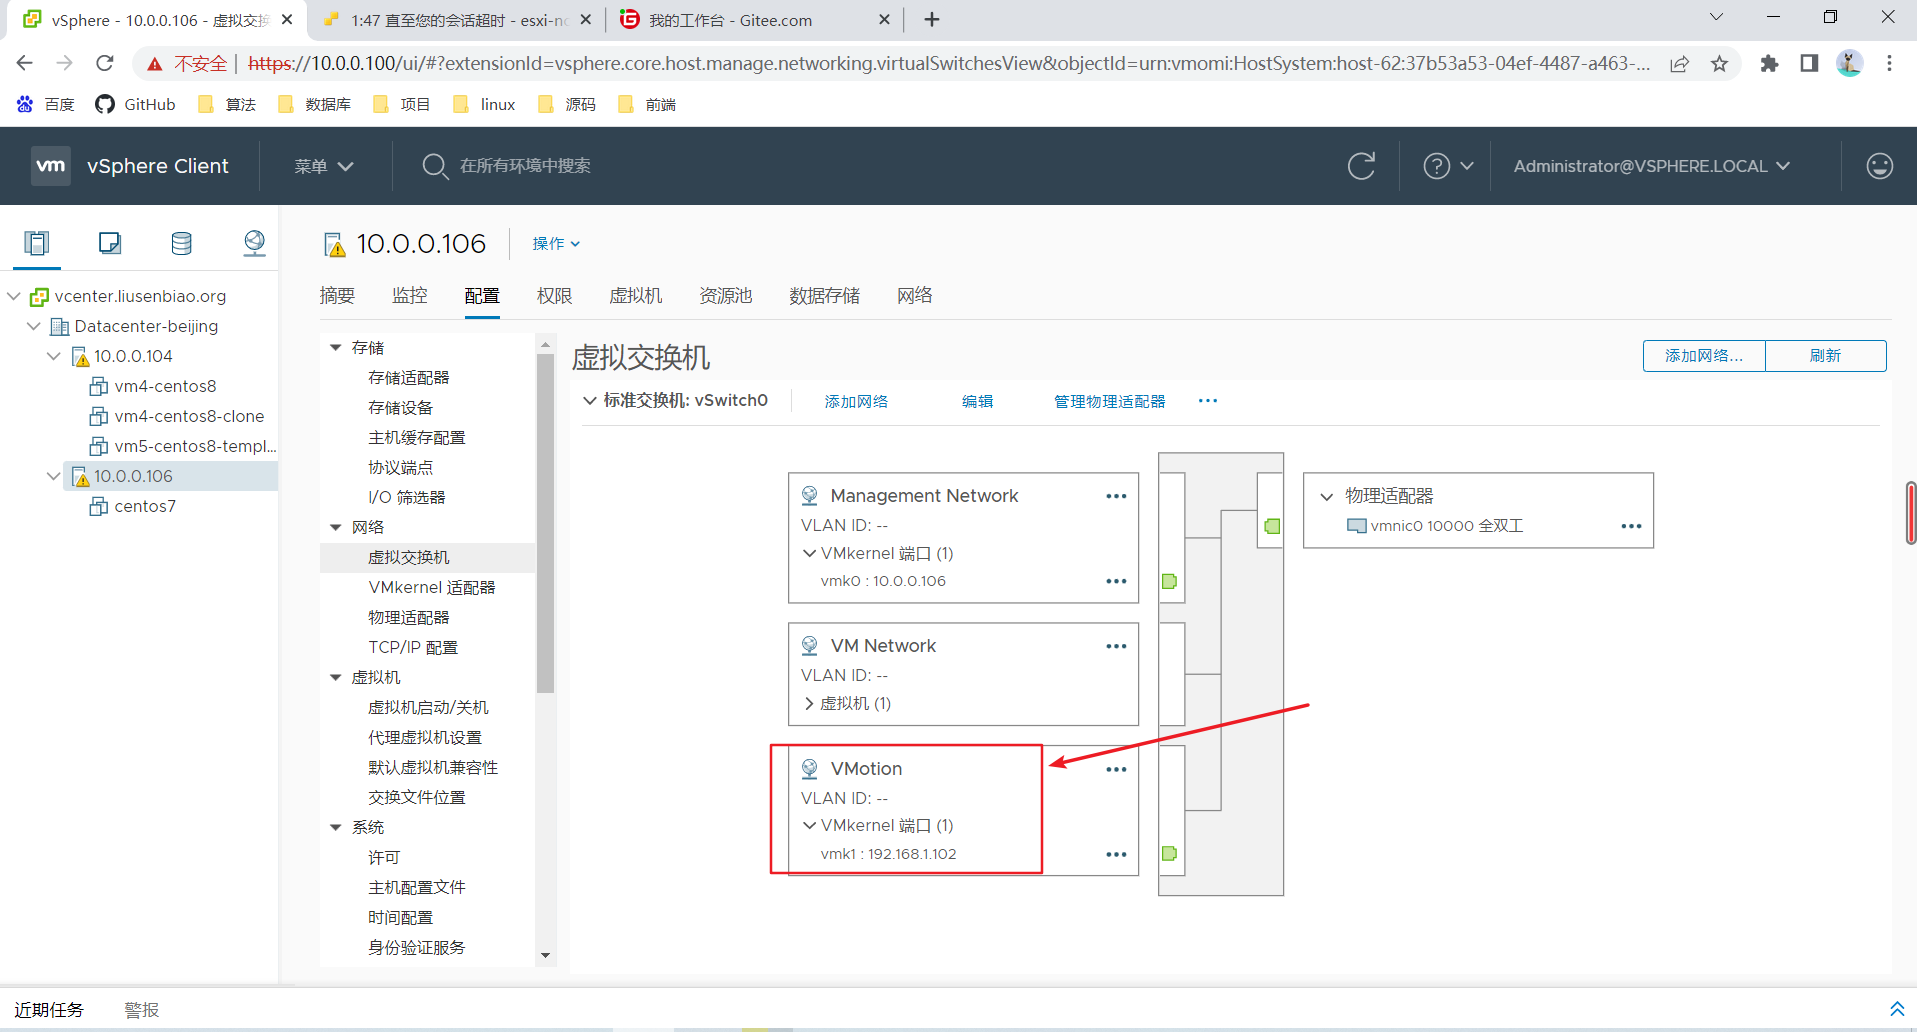 vSphere - 10.0.0.106 - 虚拟交换
1:47 直至您的会话超时 - esxi-no
我的工作台 - Gitee.com
不安全 | https://10.0.0.100/ui/#?extensionId=vsphere.core.host.manage.networking.virtualSwitchesView&objectId=urn:vmomi:HostSystem:host-62:37b53a53-04ef-4487-a463-...
百度
GitHub
算法
数据库
项目
linux
源码
前端
vm vSphere Client
菜单
在所有环境中搜索
Administrator@VSPHERE.LOCAL
vcenter.liusenbiao.org
Datacenter-beijing
10.0.0.104
vm4-centos8
vm4-centos8-clone
vm5-centos8-templ...
10.0.0.106
centos7
10.0.0.106
操作
摘要
监控
配置
权限
虚拟机
资源池
数据存储
网络
存储
存储适配器
存储设备
主机缓存配置
协议端点
I/O 筛选器
网络
虚拟交换机
VMkernel 适配器
物理适配器
TCP/IP 配置
虚拟机
虚拟机启动/关机
代理虚拟机设置
默认虚拟机兼容性
交换文件位置
系统
许可
主机配置文件
时间配置
身份验证服务
虚拟交换机
添加网络...
刷新
标准交换机: vSwitch0
添加网络
编辑
管理物理适配器
...
Management Network
VLAN ID: --
VMkernel 端口 (1)
vmk0 : 10.0.0.106
VM Network
VLAN ID: --
虚拟机 (1)
VMotion
VLAN ID: --
VMkernel 端口 (1)
vmk1 : 192.168.1.102
物理适配器
vmnic0 10000 全双工
近期任务
警报